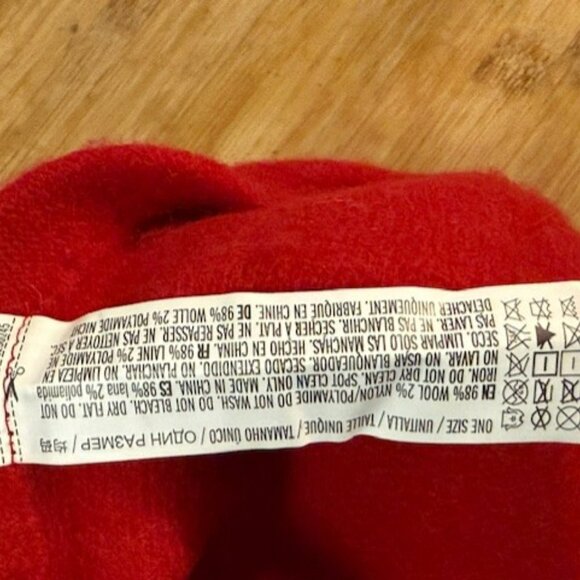 ONE SIZE / UNITALLA / TAILLE UNIQUE / TAMANHO ÚNICO / ОДИН РАЗМЕР / 均码
EN 98% WOOL 2% NYLON/POLYAMIDE. DO NOT WASH. DO NOT BLEACH. DRY FLAT. DO NOT
IRON. DO NOT DRY CLEAN. SPOT CLEAN ONLY. MADE IN CHINA. ES 98% lana 2% poliamida
NO LAVAR. NO USAR BLANQUEADOR. SECADO EXTENDIDO. NO PLANCHAR. NO LIMPIEZA EN
SECO. LIMPIAR SOLO LAS MANCHAS. HECHO EN CHINA. FR 98% LAINE 2% POLYAMIDE NE
PAS LAVER. NE PAS BLANCHIR. SÉCHER À PLAT. NE PAS REPASSER. NE PAS NETOYER À
DÉTACHER UNIQUEMENT. FABRIQUÉ EN CHINE. DE 98% WOLLE 2% POLYAMIDE NICHT